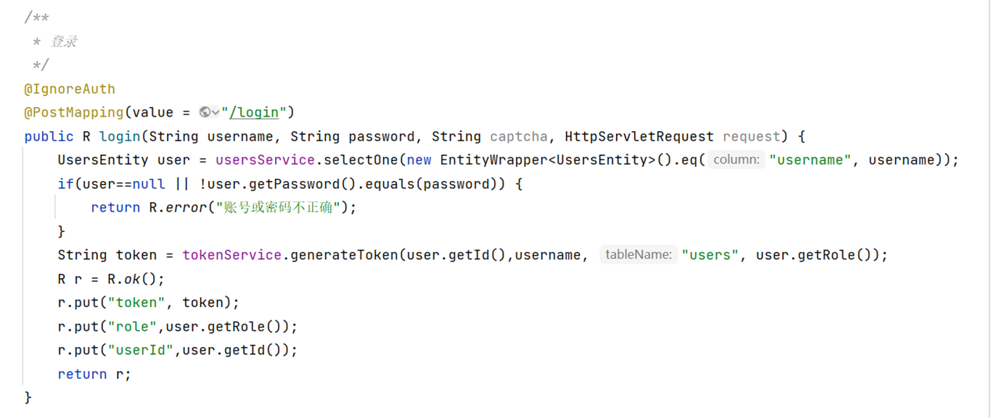 /**
 * 登录
 */
@IgnoreAuth
@PostMapping(value = "/login")
public R login(String username, String password, String captcha, HttpServletRequest request) {
    UsersEntity user = usersService.selectOne(new EntityWrapper<UsersEntity>().eq( column: "username", username));
    if(user==null || !user.getPassword().equals(password)) {
        return R.error("账号或密码不正确");
    }
    String token = tokenService.generateToken(user.getId(),username, tableName: "users", user.getRole());
    R r = R.ok();
    r.put("token", token);
    r.put("role",user.getRole());
    r.put("userId",user.getId());
    return r;
}